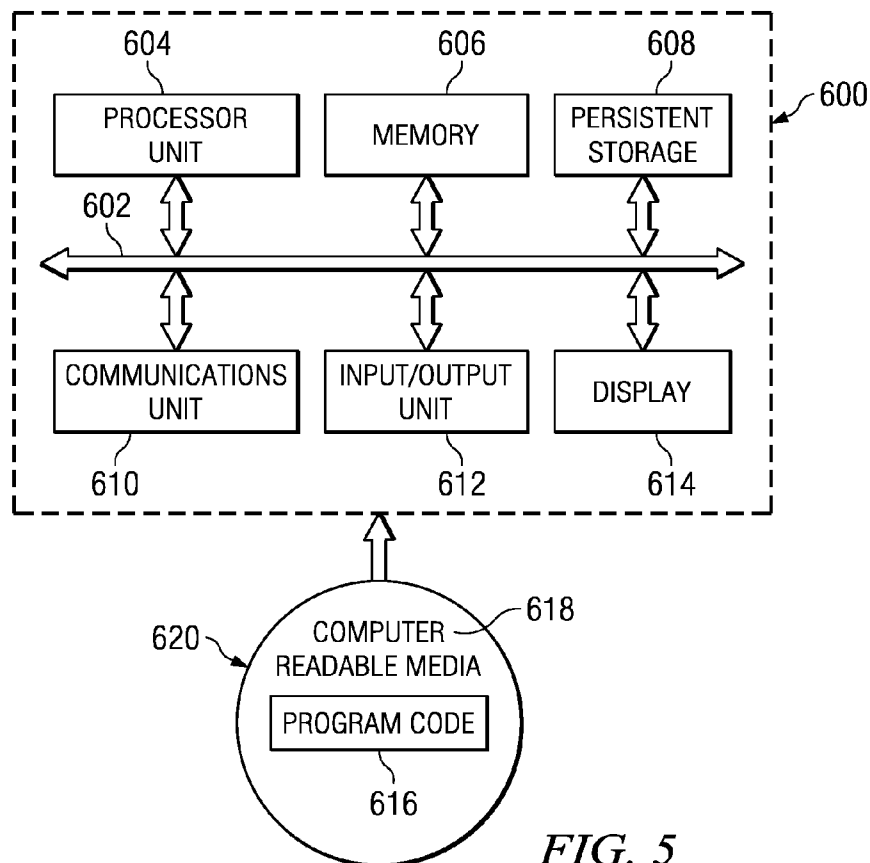 604
606
608
600
PROCESSOR
UNIT
MEMORY
PERSISTENT
STORAGE
602
COMMUNICATIONS
UNIT
INPUT/OUTPUT
UNIT
DISPLAY
610
612
614
620
COMPUTER
READABLE MEDIA
618
PROGRAM CODE
616
FIG. 5